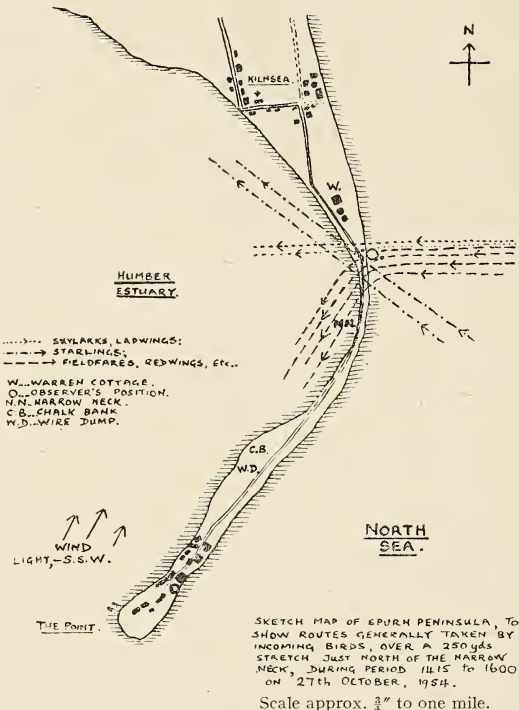 N
KILNSEA
W.
O.
HUMBER
ESTUARY.
N.N.
......>... SKYLARKS, LAPWINGS;
—·—·→ STARLINGS;
— — —→ FIELDFARES, REDWINGS, Etc..
W...WARREN COTTAGE.
O...OBSERVER'S POSITION.
N.N. NARROW NECK.
C.B...CHALK BANK
W.D...WIRE DUMP.
C.B.
W.D.
WIND
LIGHT,-S.S.W.
NORTH
SEA.
THE POINT.
SKETCH MAP OF SPURN PENINSULA, TO
SHOW ROUTES GENERALLY TAKEN BY
INCOMING BIRDS, OVER A 250 yds
STRETCH JUST NORTH OF THE NARROW
NECK, DURING PERIOD 1415 to 1600
ON 27th OCTOBER, 1954.
Scale approx. ¾" to one mile.